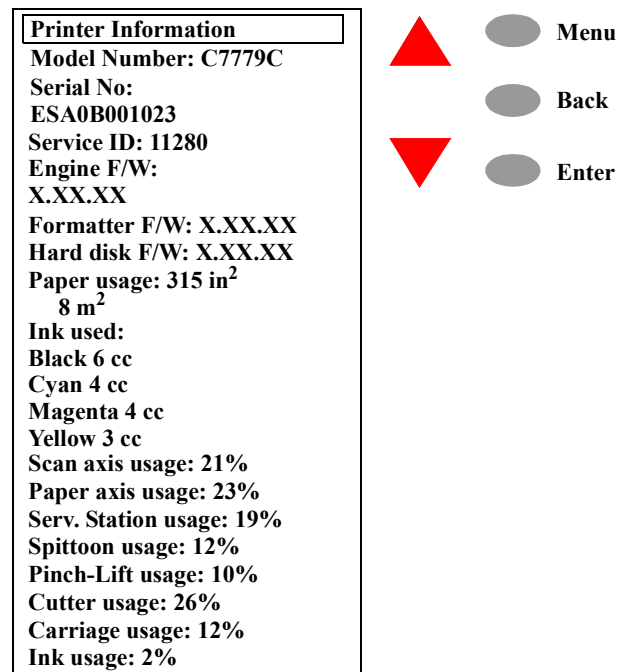 Printer Information
Model Number: C7779C
Serial No:
ESA0B001023
Service ID: 11280
Engine F/W:
X.XX.XX
Formatter F/W: X.XX.XX
Hard disk F/W: X.XX.XX
Paper usage: 315 in²
8 m²
Ink used:
Black 6 cc
Cyan 4 cc
Magenta 4 cc
Yellow 3 cc
Scan axis usage: 21%
Paper axis usage: 23%
Serv. Station usage: 19%
Spittoon usage: 12%
Pinch-Lift usage: 10%
Cutter usage: 26%
Carriage usage: 12%
Ink usage: 2%
Menu
Back
Enter